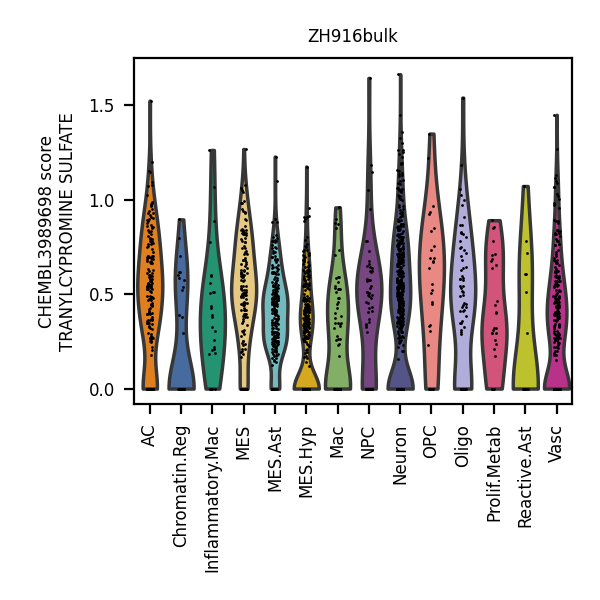 ZH916bulk
CHEMBL3989698 score
TRANYLCYPROMINE SULFATE
1.5
1.0
0.5
0.0
AC
Chromatin.Reg
Inflammatory.Mac
MES
MES.Ast
MES.Hyp
Mac
NPC
Neuron
OPC
Oligo
Prolif.Metab
Reactive.Ast
Vasc